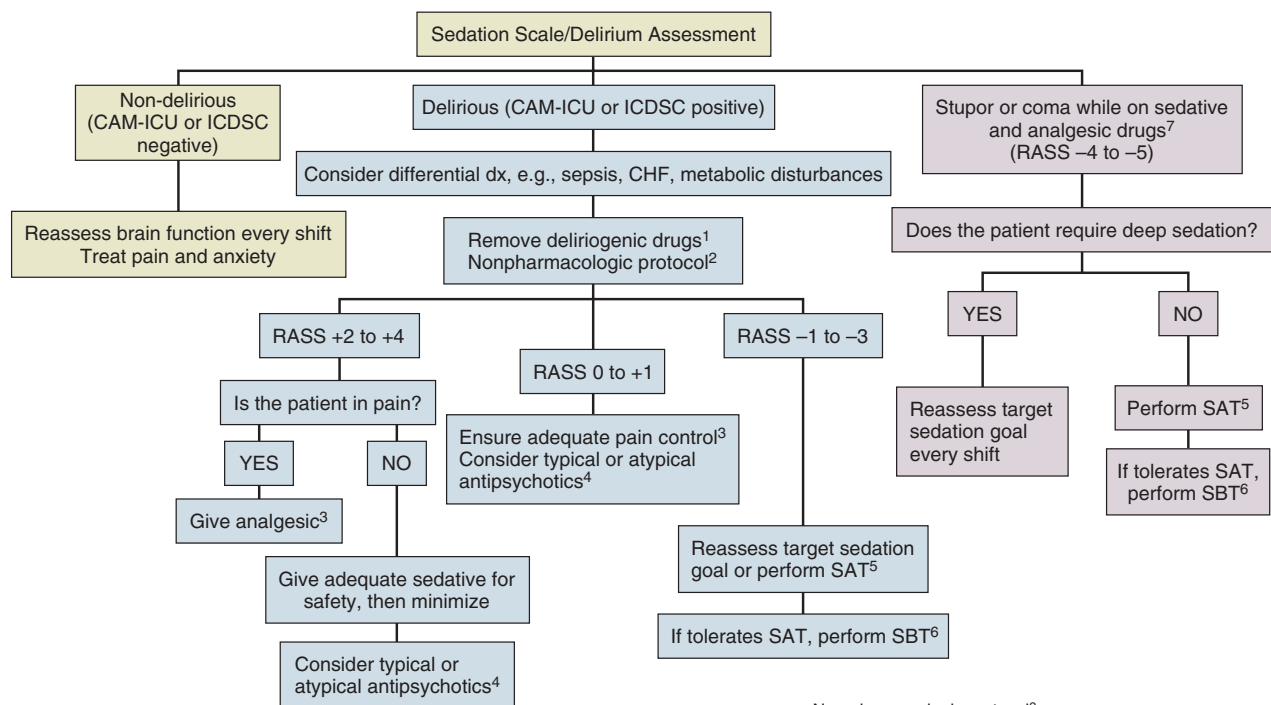 Sedation Scale/Delirium Assessment
Non-delirious
(CAM-ICU or ICDSC
negative)
Reassess brain function every shift
Treat pain and anxiety
Delirious (CAM-ICU or ICDSC positive)
Consider differential dx, e.g., sepsis, CHF, metabolic disturbances
Remove deliriogenic drugs¹
Nonpharmacologic protocol²
RASS +2 to +4
Is the patient in pain?
YES
NO
Give analgesic³
Give adequate sedative for
safety, then minimize
Consider typical or
atypical antipsychotics⁴
RASS 0 to +1
Ensure adequate pain control³
Consider typical or atypical
antipsychotics⁴
RASS –1 to –3
Reassess target sedation
goal or perform SAT⁵
If tolerates SAT, perform SBT⁶
Stupor or coma while on sedative
and analgesic drugs⁷
(RASS –4 to –5)
Does the patient require deep sedation?
YES
NO
Reassess target
sedation goal
every shift
Perform SAT⁵
If tolerates SAT,
perform SBT⁶